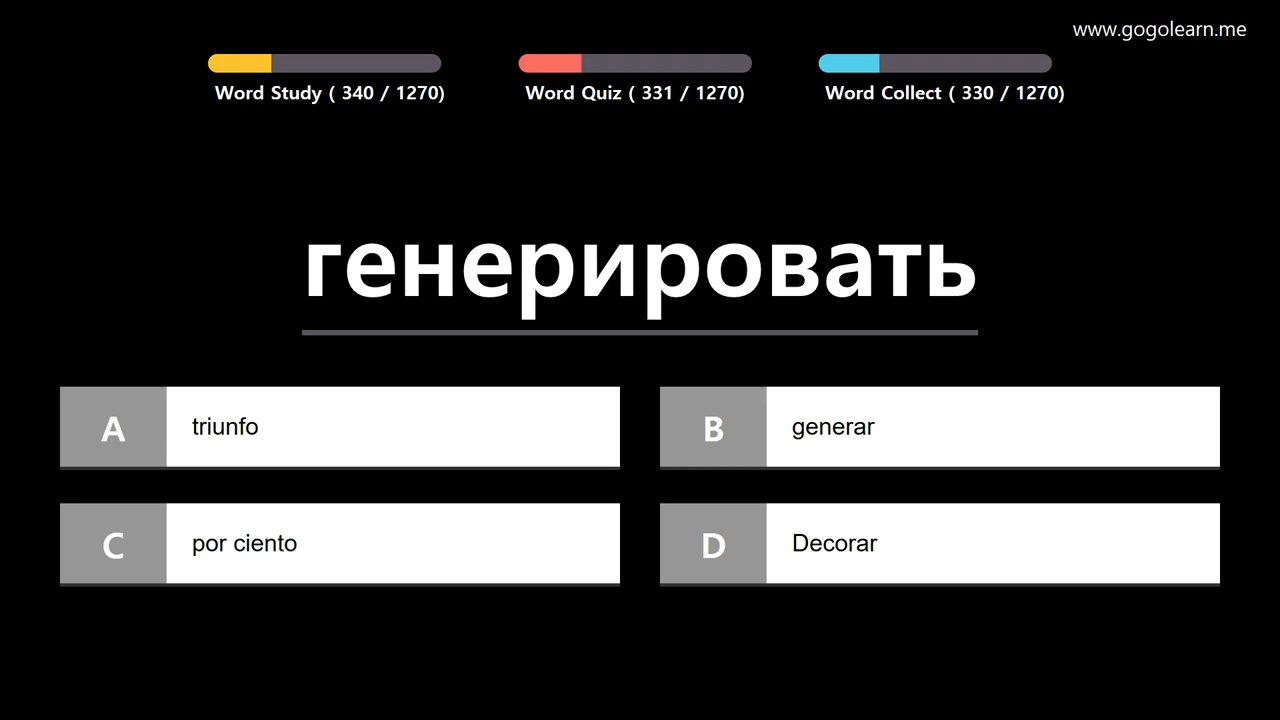 www.gogolearn.me
Word Study ( 340 / 1270)
Word Quiz ( 331 / 1270)
Word Collect ( 330 / 1270)
генерировать
A triunfo
B generar
C por ciento
D Decorar